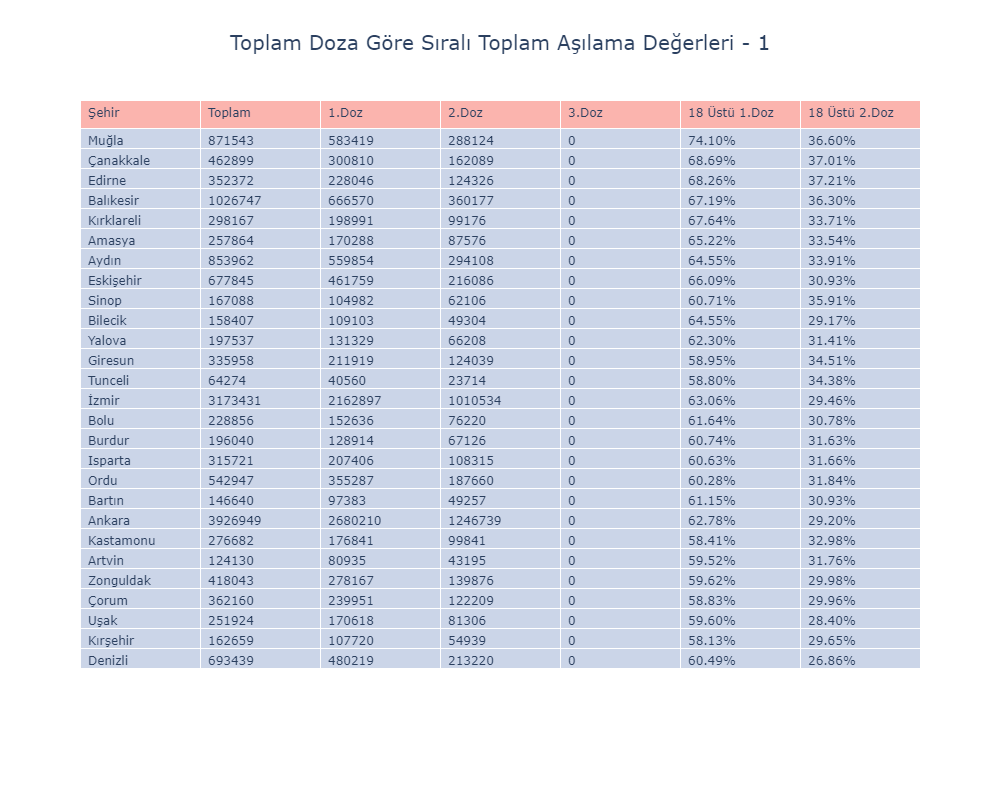 Toplam Doza Göre Sıralı Toplam Aşılama Değerleri - 1
Şehir Toplam 1.Doz 2.Doz 3.Doz 18 Üstü 1.Doz 18 Üstü 2.Doz
Muğla 871543 583419 288124 0 74.10% 36.60%
Çanakkale 462899 300810 162089 0 68.69% 37.01%
Edirne 352372 228046 124326 0 68.26% 37.21%
Balıkesir 1026747 666570 360177 0 67.19% 36.30%
Kırklareli 298167 198991 99176 0 67.64% 33.71%
Amasya 257864 170288 87576 0 65.22% 33.54%
Aydın 853962 559854 294108 0 64.55% 33.91%
Eskişehir 677845 461759 216086 0 66.09% 30.93%
Sinop 167088 104982 62106 0 60.71% 35.91%
Bilecik 158407 109103 49304 0 64.55% 29.17%
Yalova 197537 131329 66208 0 62.30% 31.41%
Giresun 335958 211919 124039 0 58.95% 34.51%
Tunceli 64274 40560 23714 0 58.80% 34.38%
İzmir 3173431 2162897 1010534 0 63.06% 29.46%
Bolu 228856 152636 76220 0 61.64% 30.78%
Burdur 196040 128914 67126 0 60.74% 31.63%
Isparta 315721 207406 108315 0 60.63% 31.66%
Ordu 542947 355287 187660 0 60.28% 31.84%
Bartın 146640 97383 49257 0 61.15% 30.93%
Ankara 3926949 2680210 1246739 0 62.78% 29.20%
Kastamonu 276682 176841 99841 0 58.41% 32.98%
Artvin 124130 80935 43195 0 59.52% 31.76%
Zonguldak 418043 278167 139876 0 59.62% 29.98%
Çorum 362160 239951 122209 0 58.83% 29.96%
Uşak 251924 170618 81306 0 59.60% 28.40%
Kırşehir 162659 107720 54939 0 58.13% 29.65%
Denizli 693439 480219 213220 0 60.49% 26.86%